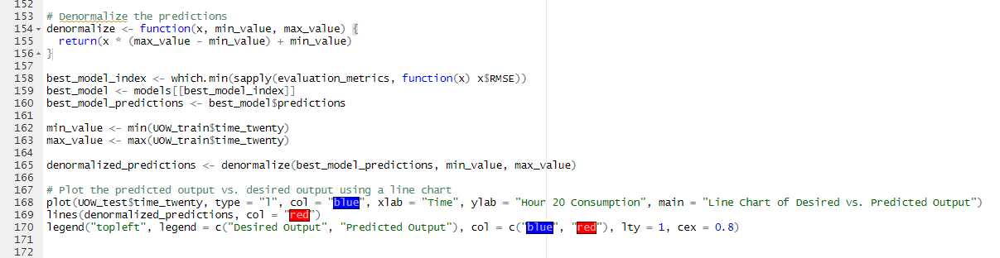 152
153 # Denormalize the predictions
154 denormalize <- function(x, min_value, max_value) {
155   return(x * (max_value - min_value) + min_value)
156 }
157
158 best_model_index <- which.min(sapply(evaluation_metrics, function(x) x$RMSE))
159 best_model <- models[[best_model_index]]
160 best_model_predictions <- best_model$predictions
161
162 min_value <- min(UOW_train$time_twenty)
163 max_value <- max(UOW_train$time_twenty)
164
165 denormalized_predictions <- denormalize(best_model_predictions, min_value, max_value)
166
167 # Plot the predicted output vs. desired output using a line chart
168 plot(UOW_test$time_twenty, type = "l", col = "blue", xlab = "Time", ylab = "Hour 20 Consumption", main = "Line Chart of Desired vs. Predicted Output")
169 lines(denormalized_predictions, col = "red")
170 legend("topleft", legend = c("Desired Output", "Predicted Output"), col = c("blue", "red"), lty = 1, cex = 0.8)
171
172